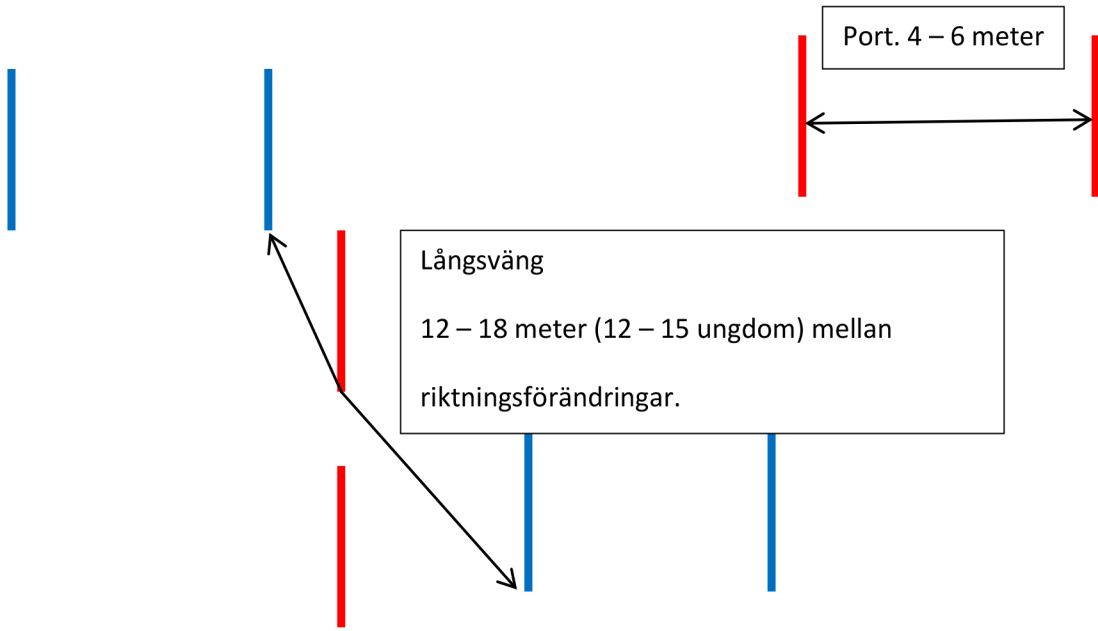 Port. 4 – 6 meter
Långsväng
12 – 18 meter (12 – 15 ungdom) mellan
riktningsförändringar.